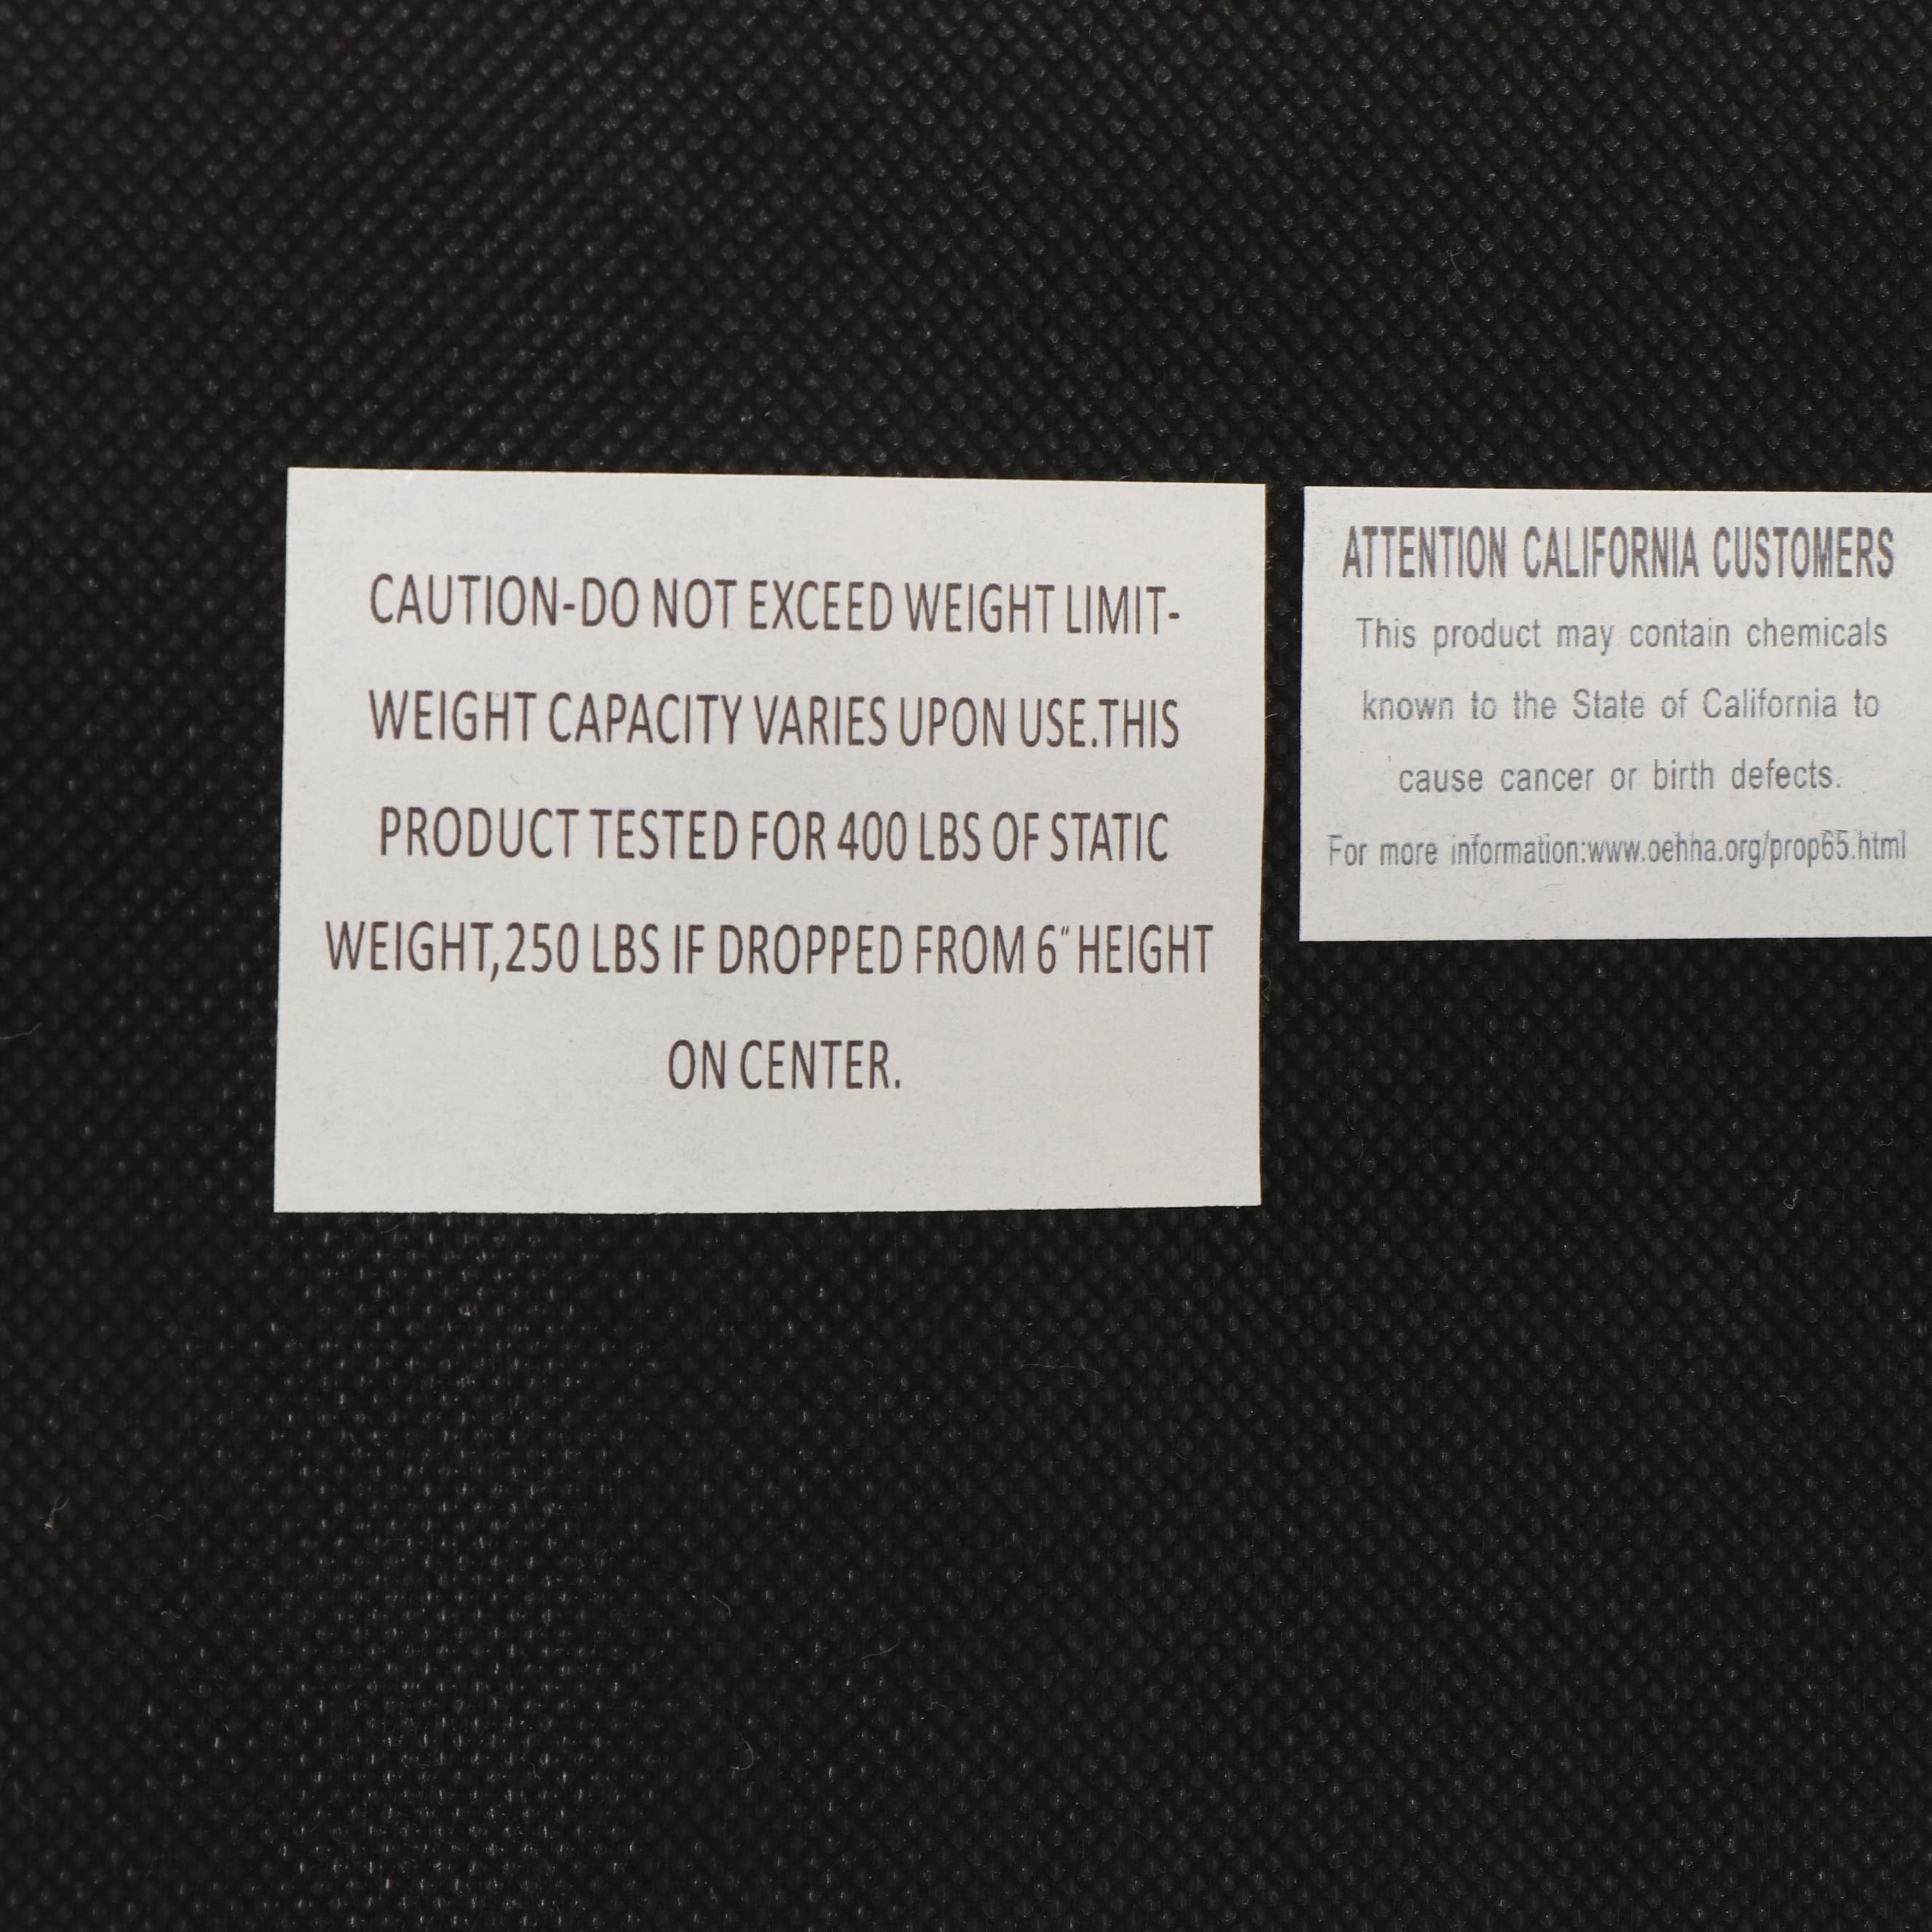 CAUTION-DO NOT EXCEED WEIGHT LIMIT-
WEIGHT CAPACITY VARIES UPON USE.THIS
PRODUCT TESTED FOR 400 LBS OF STATIC
WEIGHT,250 LBS IF DROPPED FROM 6″ HEIGHT
ON CENTER.
ATTENTION CALIFORNIA CUSTOMERS
This product may contain chemicals
known to the State of California to
cause cancer or birth defects.
For more information:www.oehha.org/prop65.html